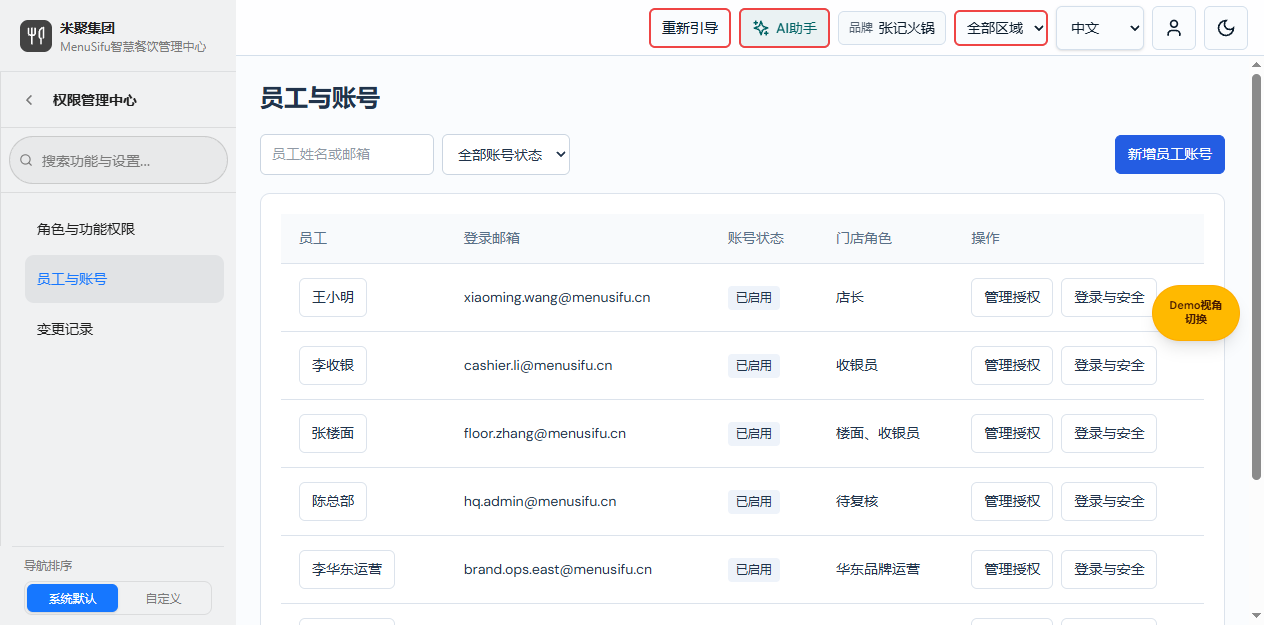 米聚集团
MenuSifu智慧餐饮管理中心
重新引导
AI助手
品牌 张记火锅
全部区域
中文
权限管理中心
搜索功能与设置...
角色与功能权限
员工与账号
变更记录
导航排序
系统默认
自定义
员工与账号
员工姓名或邮箱
全部账号状态
新增员工账号
员工 登录邮箱 账号状态 门店角色 操作
王小明 xiaoming.wang@menusifu.cn 已启用 店长 管理授权 登录与安全
Demo视角
切换
李收银 cashier.li@menusifu.cn 已启用 收银员 管理授权 登录与安全
张楼面 floor.zhang@menusifu.cn 已启用 楼面、收银员 管理授权 登录与安全
陈总部 hq.admin@menusifu.cn 已启用 待复核 管理授权 登录与安全
李华东运营 brand.ops.east@menusifu.cn 已启用 华东品牌运营 管理授权 登录与安全